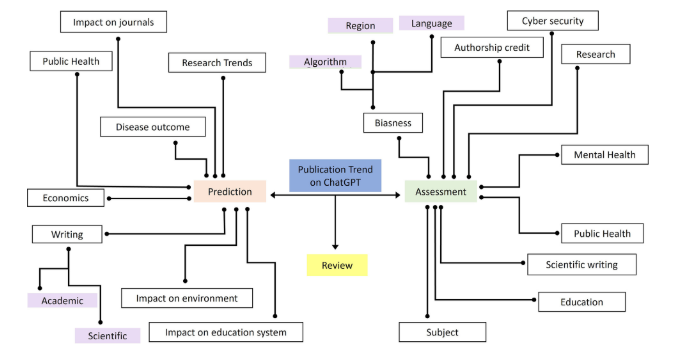 Impact on journals
Public Health
Research Trends
Disease outcome
Prediction
Economics
Writing
Academic
Scientific
Impact on environment
Impact on education system
Publication Trend
on ChatGPT
Review
Region
Language
Algorithm
Biasness
Authorship credit
Cyber security
Research
Assessment
Mental Health
Public Health
Scientific writing
Education
Subject